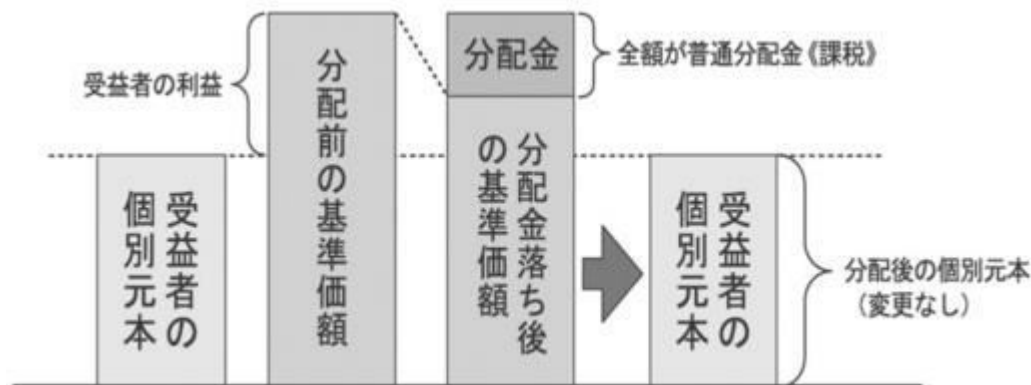 受益者の利益
受益者の
個別元本
分配前の基準価額
分配金
全額が普通分配金《課税》
分配金落ち後
の基準価額
受益者の
個別元本
分配後の個別元本
(変更なし)